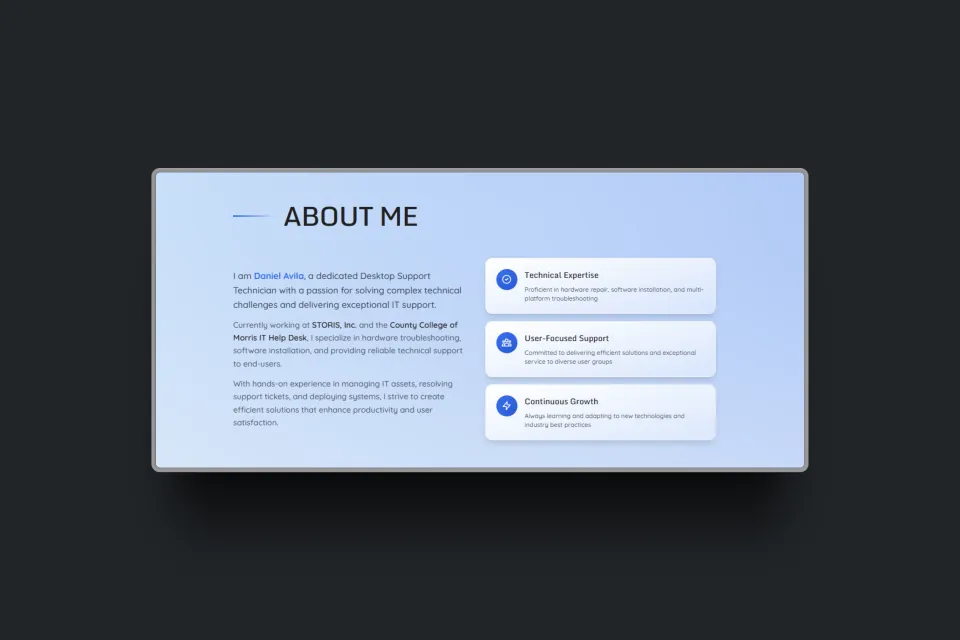 ABOUT ME
I am Daniel Avila, a dedicated Desktop Support
Technician with a passion for solving complex technical
challenges and delivering exceptional IT support.
Currently working at STORIS, Inc. and the County College of
Morris IT Help Desk, I specialize in hardware troubleshooting,
software installation, and providing reliable technical support
to end-users.
With hands-on experience in managing IT assets, resolving
support tickets, and deploying systems, I strive to create
efficient solutions that enhance productivity and user
satisfaction.
Technical Expertise
Proficient in hardware repair, software installation, and multi-
platform troubleshooting
User-Focused Support
Committed to delivering efficient solutions and exceptional
service to diverse user groups
Continuous Growth
Always learning and adapting to new technologies and
industry best practices